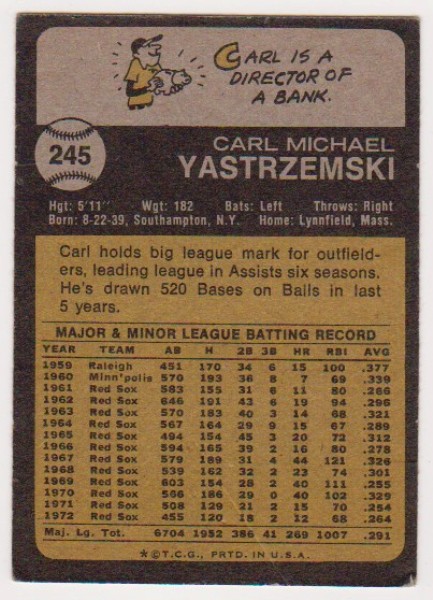 CARL IS A
DIRECTOR OF
A BANK.
245
CARL MICHAEL
YASTRZEMSKI
Hgt: 5'11" Wgt: 182 Bats: Left Throws: Right
Born: 8-22-39, Southampton, N.Y. Home: Lynnfield, Mass.
Carl holds big league mark for outfield-
ers, leading league in Assists six seasons.
He's drawn 520 Bases on Balls in last
5 years.
MAJOR & MINOR LEAGUE BATTING RECORD
YEAR TEAM AB H 2B 3B HR RBI AVG
1959 Raleigh 451 170 34 6 15 100 .377
1960 Minn'polis 570 193 36 8 7 69 .339
1961 Red Sox 583 155 31 6 11 80 .266
1962 Red Sox 646 191 43 6 19 94 .296
1963 Red Sox 570 183 40 3 14 68 .321
1964 Red Sox 567 164 29 9 15 67 .289
1965 Red Sox 494 154 45 3 20 72 .312
1966 Red Sox 594 165 39 2 16 80 .278
1967 Red Sox 579 189 31 4 44 121 .326
1968 Red Sox 539 162 32 2 23 74 .301
1969 Red Sox 603 154 28 2 40 111 .255
1970 Red Sox 566 186 29 0 40 102 .329
1971 Red Sox 508 129 21 2 15 70 .254
1972 Red Sox 455 120 18 2 12 68 .264
Maj. Lg. Tot. 6704 1952 386 41 269 1007 .291
*©T.C.G., PRTD. IN U.S.A.